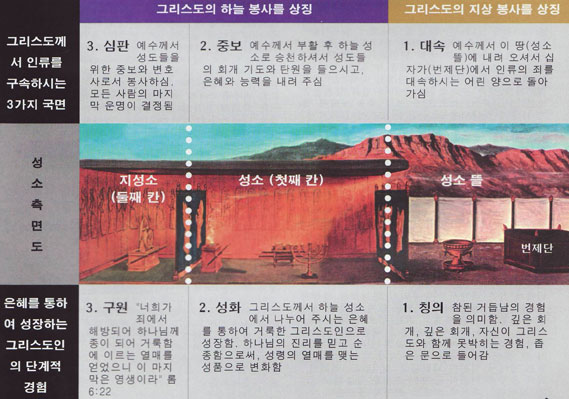 그리스도의 하늘 봉사를 상징
그리스도의 지상 봉사를 상징
그리스도께
서 인류를
구속하시는
3가지 국면
3. 심판 예수께서
성도들을
위한 중보와 변호
사로서 봉사하심.
모든 사람의 마지
막 운명이 결정됨
2. 중보 예수께서 부활 후 하늘 성
소로 승천하셔서 성도들
의 회개 기도와 탄원을 들으시고,
은혜와 능력을 내려 주심
1. 대속 예수께서 이 땅(성소
뜰)에 내려 오셔서 십
자가(번제단)에서 인류의 죄를
대속하시는 어린 양으로 돌아
가심
성
소
측
면
도
지성소
(둘째 칸)
성소 (첫째 칸)
성소 뜰
번제단
은혜를 통하
여 성장하는
그리스도인
의 단계적
경험
3. 구원 "너희가
죄에서
해방되어 하나님께
종이 되어 거룩함
에 이르는 열매를
얻었으니 이 마지
막은 영생이라" 롬
6:22
2. 성화 그리스도께서 하늘 성소
에서 나누어 주시는 은혜
를 통하여 거룩한 그리스도인으로
성장함. 하나님의 진리를 믿고 순
종함으로써, 성령의 열매를 맺는
성품으로 변화함
1. 칭의 참된 거듭남의 경험
을 의미함. 깊은 회
개, 깊은 회개, 자신이 그리스
도와 함께 못박히는 경험, 좁
은 문으로 들어감